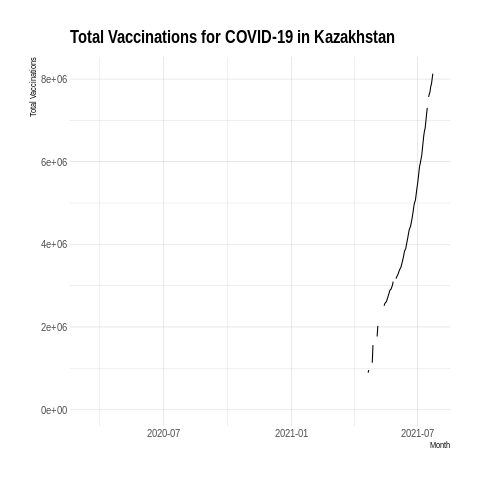 Total Vaccinations for COVID-19 in Kazakhstan
Total Vaccinations
8e+06
6e+06
4e+06
2e+06
0e+00
2020-07
2021-01
2021-07
Month